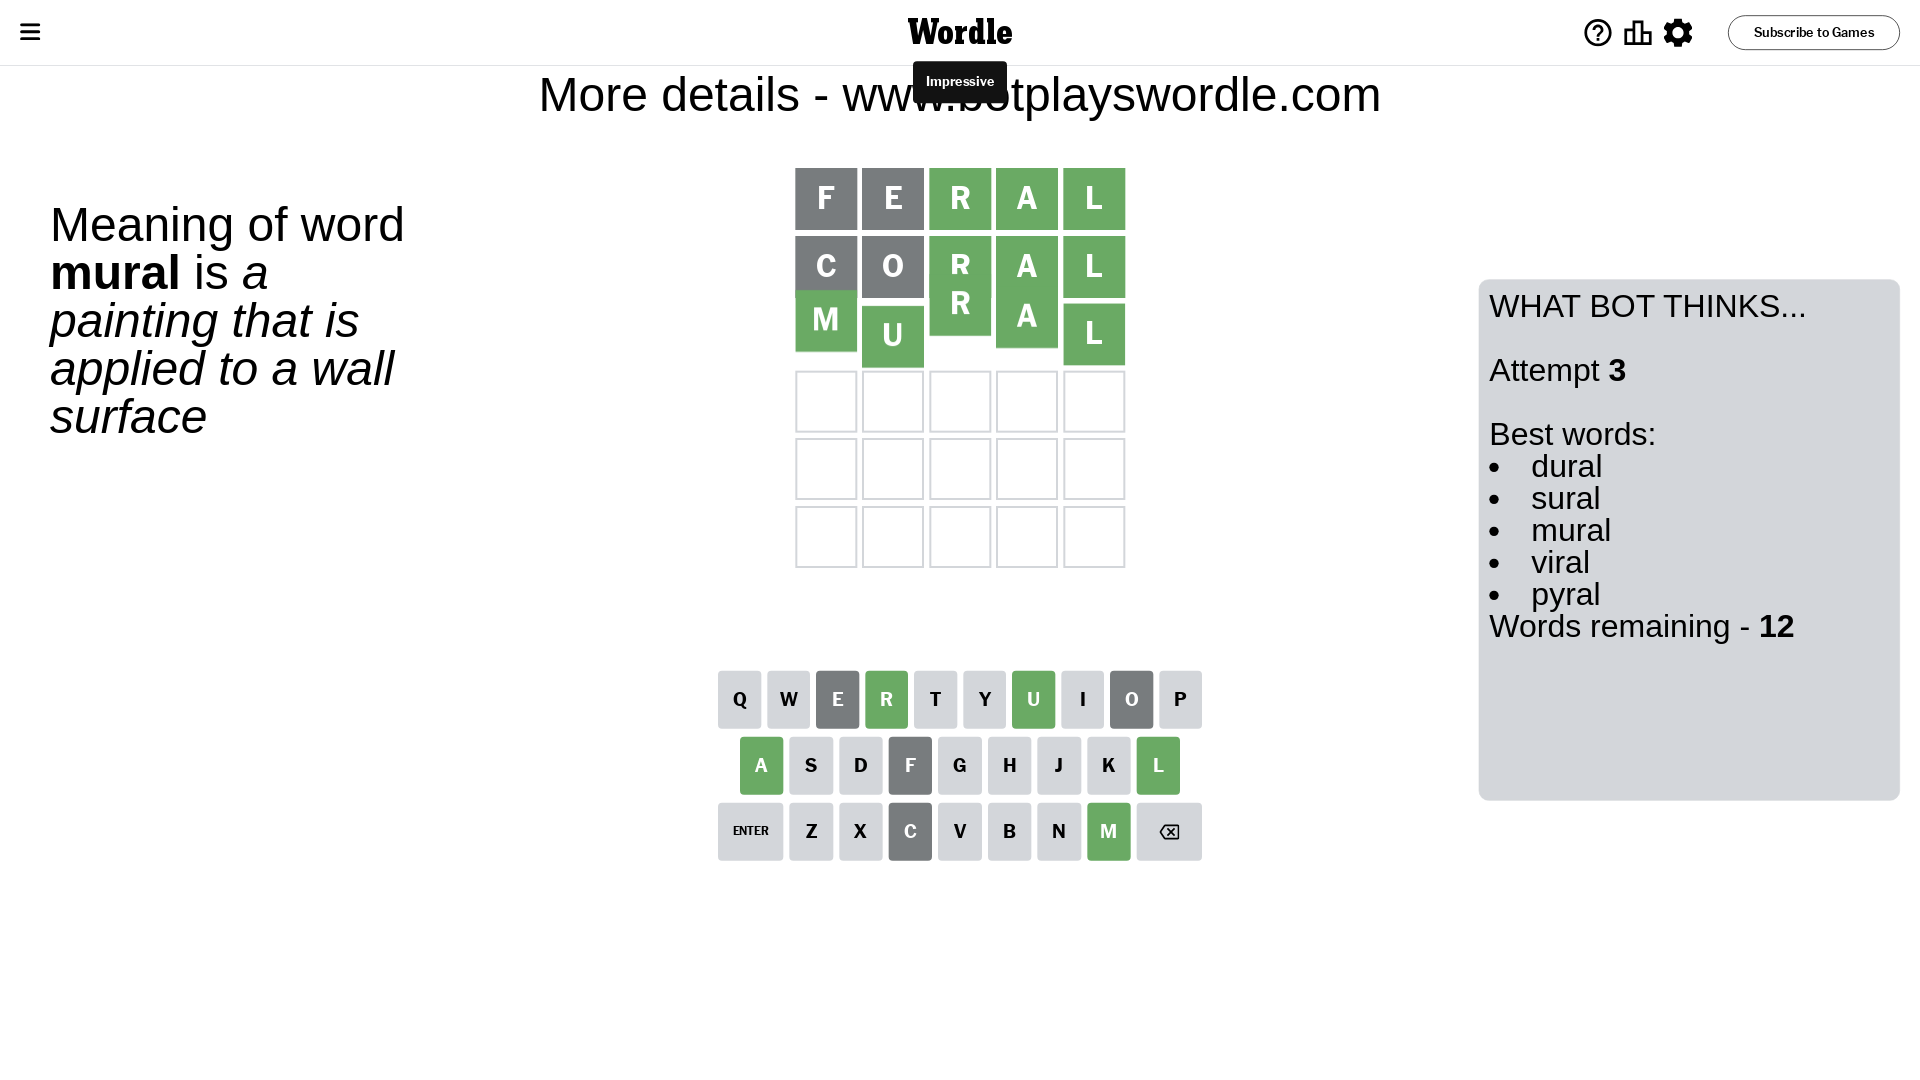 Wordle
Subscribe to Games
Impressive
More details - www.botplayswordle.com
Meaning of word
mural is a
painting that is
applied to a wall
surface
F E R A L
C O R A L
M U R A L
WHAT BOT THINKS...
Attempt 3
Best words:
• dural
• sural
• mural
• viral
• pyral
Words remaining - 12
Q W E R T Y U I O P
A S D F G H J K L
ENTER Z X C V B N M